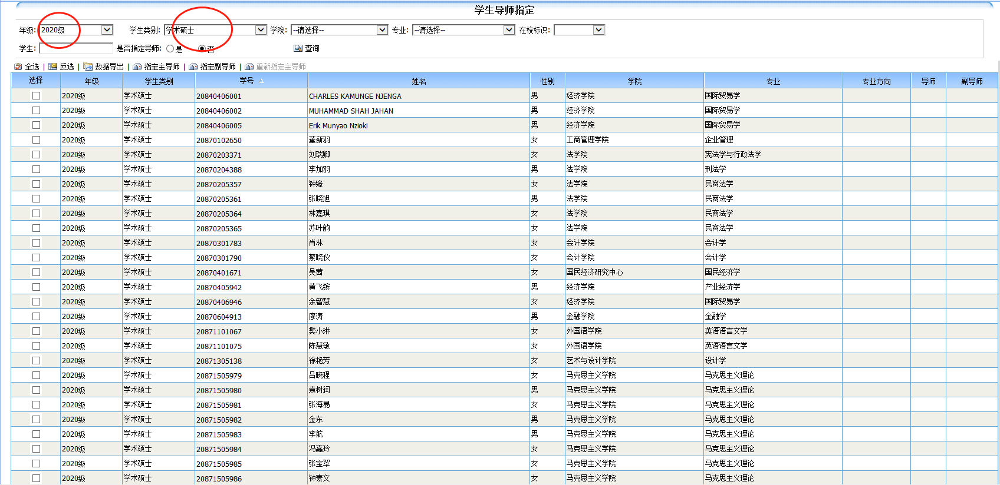 学生导师指定
年级: 2020级 学生类别: 学术硕士 学院: --请选择-- 专业: --请选择-- 在校标识:
学生: 是否指定导师: 是 否 查询
全选 | 反选 | 数据导出 | 指定主导师 | 指定副导师 | 重新指定主导师
选择 年级 学生类别 学号 姓名 性别 学院 专业 专业方向 导师 副导师
2020级 学术硕士 20840406001 CHARLES KAMUNGE NJENGA 男 经济学院 国际贸易学
2020级 学术硕士 20840406002 MUHAMMAD SHAH JAHAN 男 经济学院 国际贸易学
2020级 学术硕士 20840406005 Erik Munyao Nzioki 男 经济学院 国际贸易学
2020级 学术硕士 20870102650 董新羽 女 工商管理学院 企业管理
2020级 学术硕士 20870203371 刘瑞卿 女 法学院 宪法学与行政法学
2020级 学术硕士 20870204388 李加羽 男 法学院 刑法学
2020级 学术硕士 20870205357 钟缘 女 法学院 民商法学
2020级 学术硕士 20870205361 张晓旭 男 法学院 民商法学
2020级 学术硕士 20870205364 林嘉琪 女 法学院 民商法学
2020级 学术硕士 20870205365 苏叶韵 女 法学院 民商法学
2020级 学术硕士 20870301783 肖林 女 会计学院 会计学
2020级 学术硕士 20870301790 蔡晓仪 女 会计学院 会计学
2020级 学术硕士 20870401671 吴茜 女 国民经济研究中心 国民经济学
2020级 学术硕士 20870405942 黄飞镔 男 经济学院 产业经济学
2020级 学术硕士 20870406946 余智慧 女 经济学院 国际贸易学
2020级 学术硕士 20870604913 廖涛 男 金融学院 金融学
2020级 学术硕士 20871101067 樊小琳 女 外国语学院 英语语言文学
2020级 学术硕士 20871101075 陈慧敏 女 外国语学院 英语语言文学
2020级 学术硕士 20871305138 徐艳芳 女 艺术与设计学院 设计学
2020级 学术硕士 20871505979 吕晓程 女 马克思主义学院 马克思主义理论
2020级 学术硕士 20871505980 袁树润 男 马克思主义学院 马克思主义理论
2020级 学术硕士 20871505981 张海易 女 马克思主义学院 马克思主义理论
2020级 学术硕士 20871505982 金东 男 马克思主义学院 马克思主义理论
2020级 学术硕士 20871505983 李航 男 马克思主义学院 马克思主义理论
2020级 学术硕士 20871505984 冯嘉玲 女 马克思主义学院 马克思主义理论
2020级 学术硕士 20871505985 张宝翠 女 马克思主义学院 马克思主义理论
2020级 学术硕士 20871505986 钟素文 女 马克思主义学院 马克思主义理论